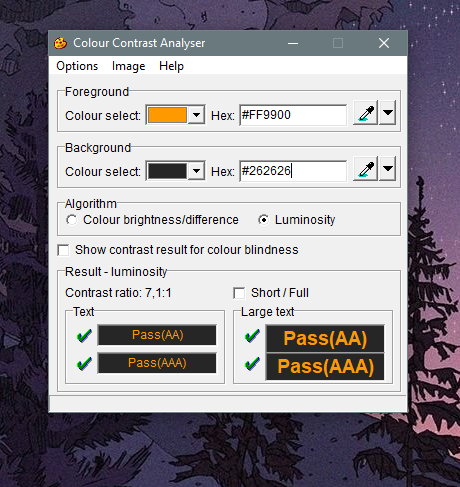 Colour Contrast Analyser
Options Image Help
Foreground
Colour select: Hex: #FF9900
Background
Colour select: Hex: #262626
Algorithm
Colour brightness/difference Luminosity
Show contrast result for colour blindness
Result - luminosity
Contrast ratio: 7,1:1 Short / Full
Text Large text
Pass(AA) Pass(AA)
Pass(AAA) Pass(AAA)